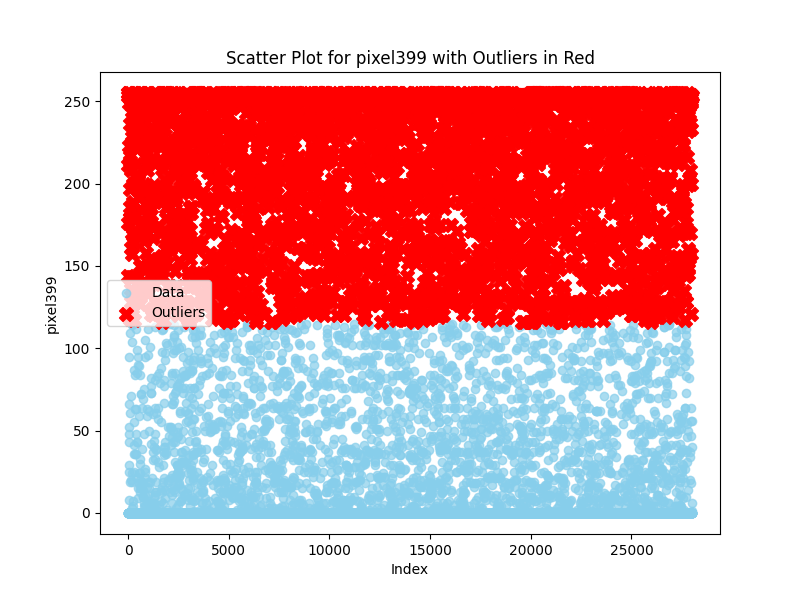 Scatter Plot for pixel399 with Outliers in Red
250
200
150
100
50
0
pixel399
Data
Outliers
0 5000 10000 15000 20000 25000
Index